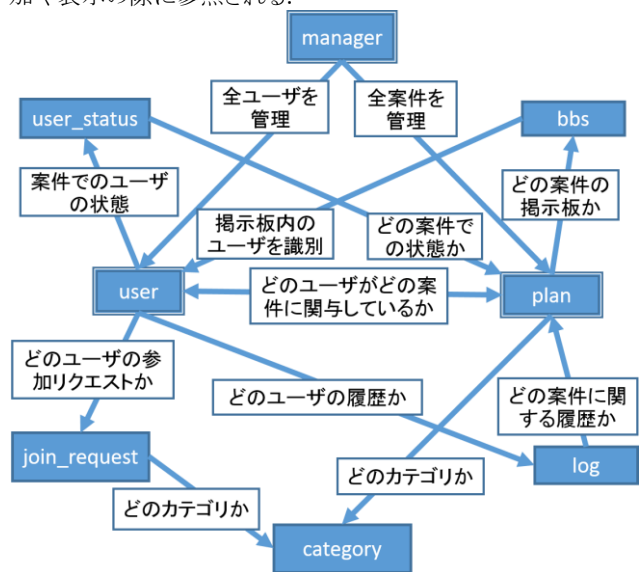 加や表示の際に参照される.
manager
全ユーザを
管理
全案件を
管理
user_status
bbs
案件でのユーザ
の状態
どの案件の
掲示板か
掲示板内の
ユーザを識別
どの案件で
の状態か
user
どのユーザがどの案
件に関与しているか
plan
どのユーザの参
加リクエストか
どのユーザの履歴か
どの案件に関
する履歴か
join_request
log
どのカテゴリか
どのカテゴリか
category